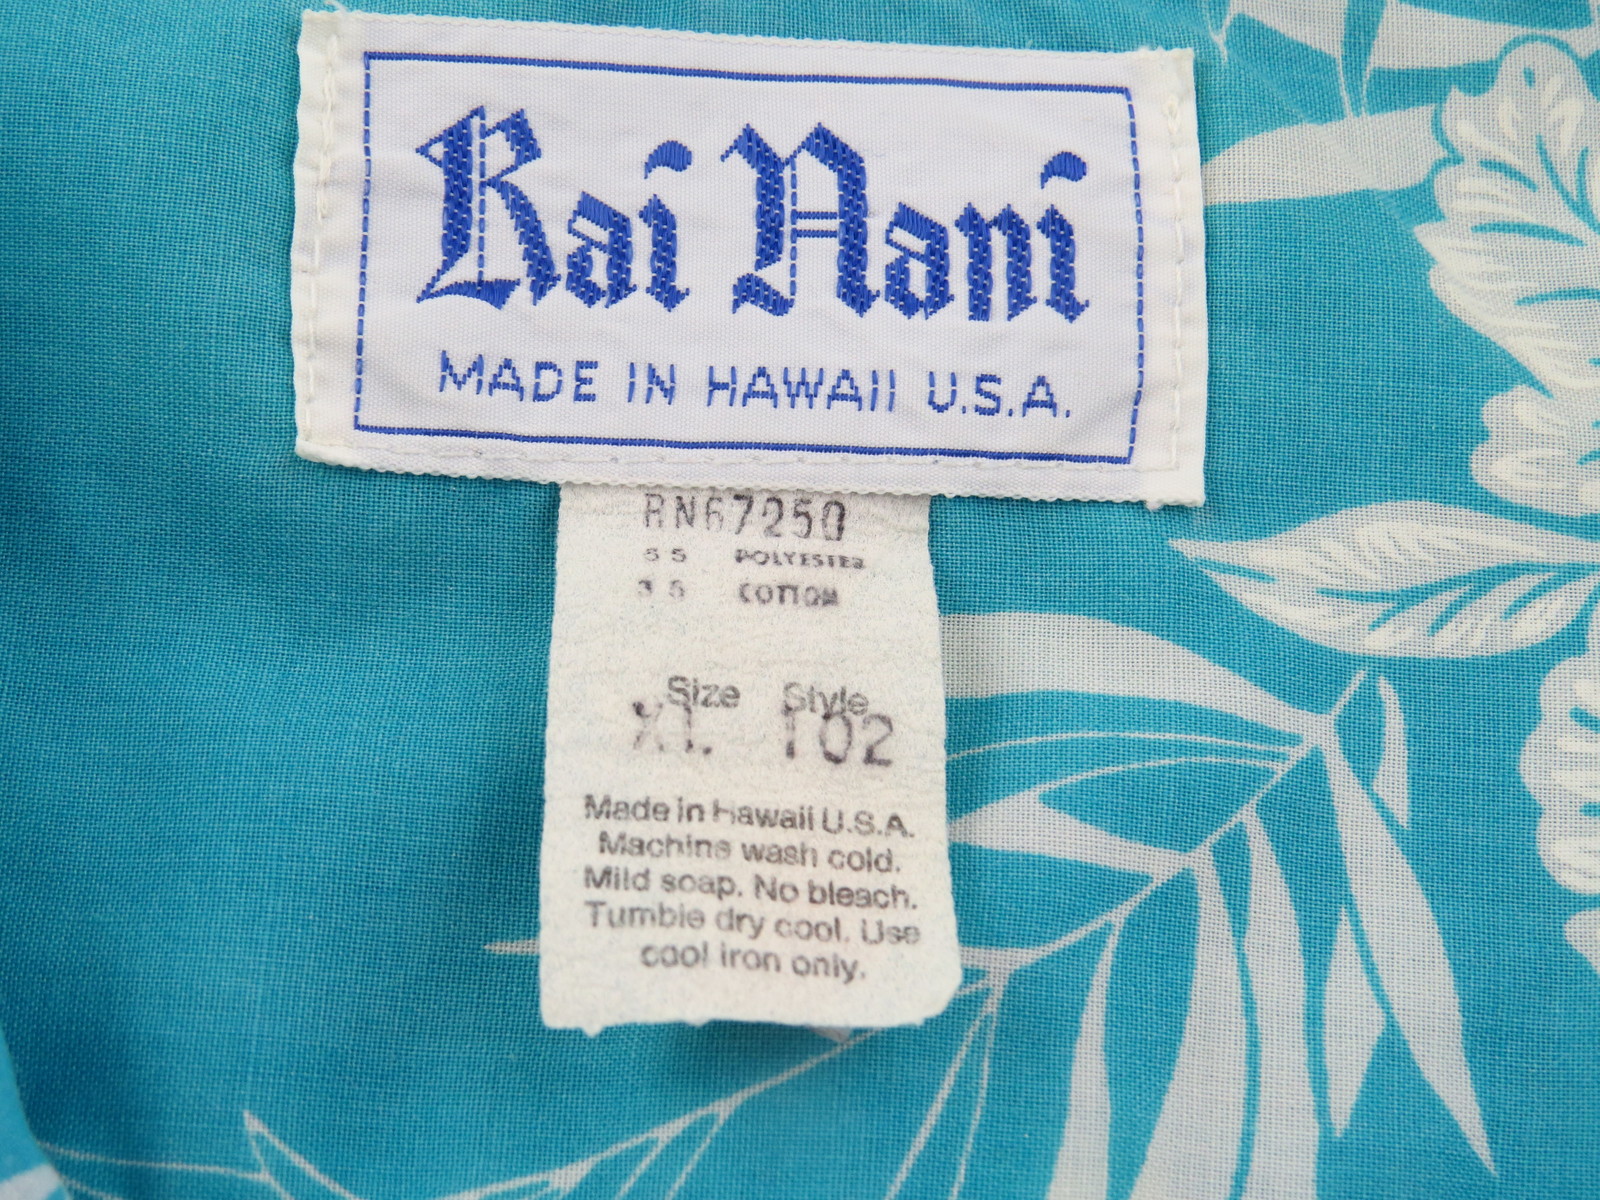 Kai Nani
MADE IN HAWAII U.S.A.
RN67250
55 POLYESTER
35 COTTON
Size Style
XL 102
Made in Hawaii U.S.A.
Machine wash cold.
Mild soap. No bleach.
Tumble dry cool. Use
cool iron only.